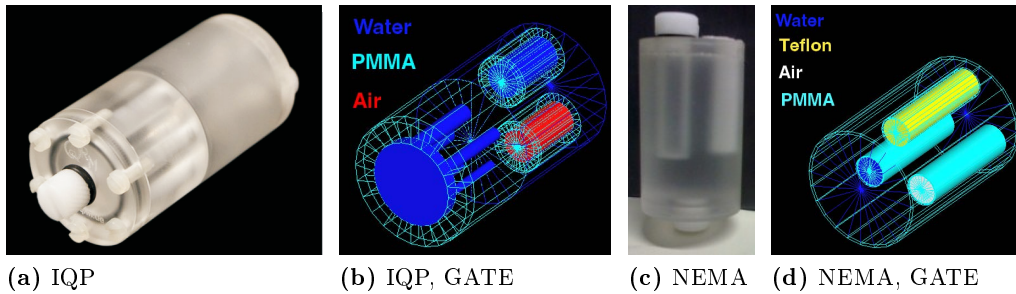 Water
PMMA
Air
Water
Teflon
Air
PMMA
(a) IQP
(b) IQP, GATE
(c) NEMA
(d) NEMA, GATE